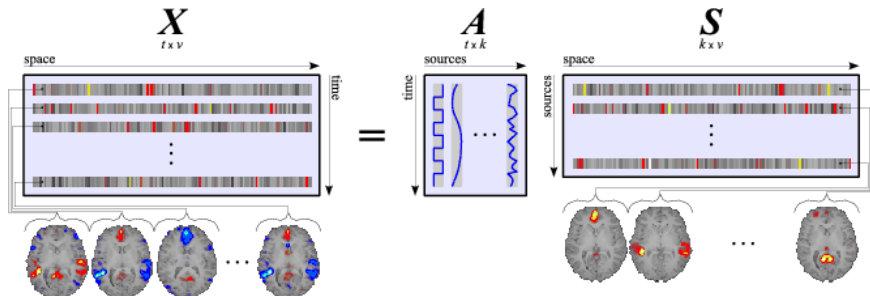 X
t x v
space
time
=
A
t x k
sources
time
S
k x v
space
sources